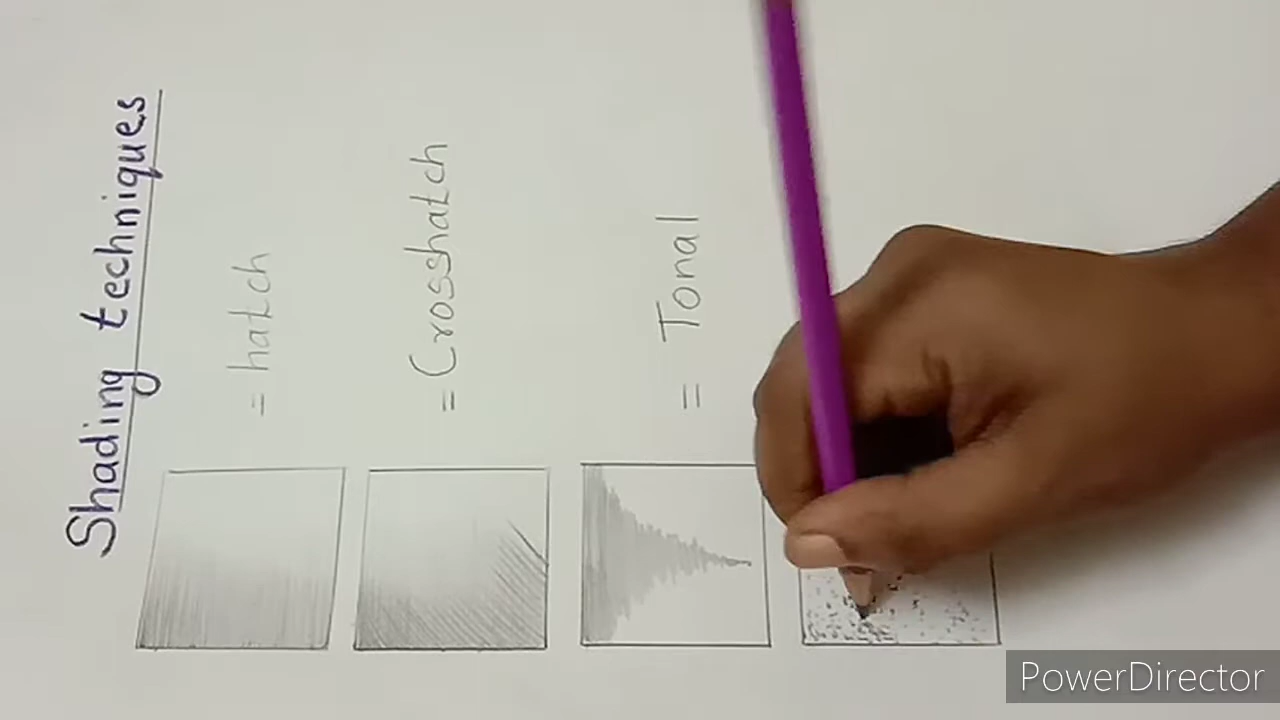 Shading techniques
= hatch
= Crosshatch
= Tonal
PowerDirector